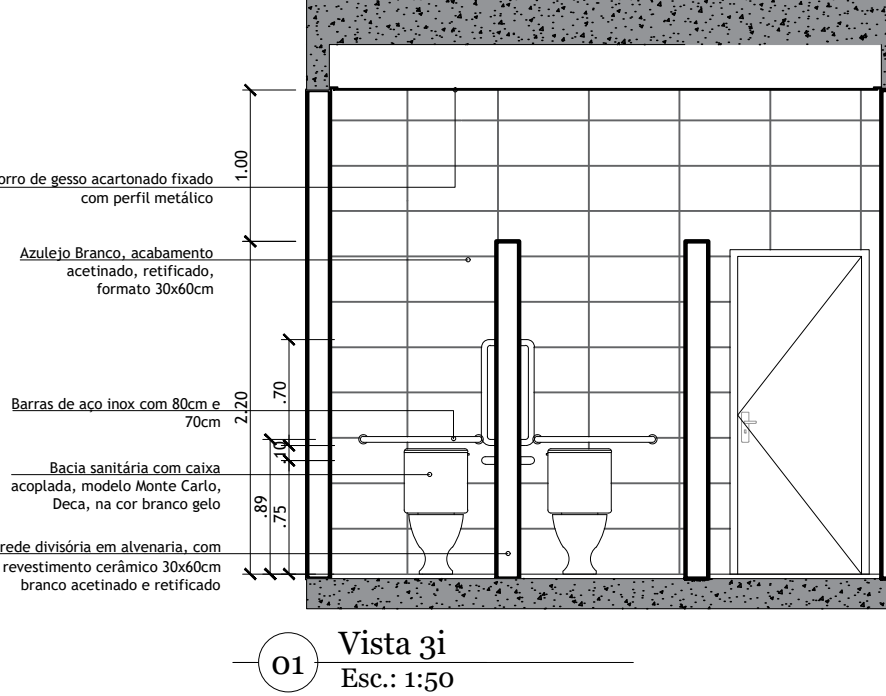 orro de gesso acartonado fixado
com perfil metálico
Azulejo Branco, acabamento
acetinado, retificado,
formato 30x60cm
Barras de aço inox com 80cm e
70cm
Bacia sanitária com caixa
acoplada, modelo Monte Carlo,
Deca, na cor branco gelo
rede divisória em alvenaria, com
revestimento cerâmico 30x60cm
branco acetinado e retificado
1.00
2.20
.70
.10
.89
.75
01
Vista 3i
Esc.: 1:50